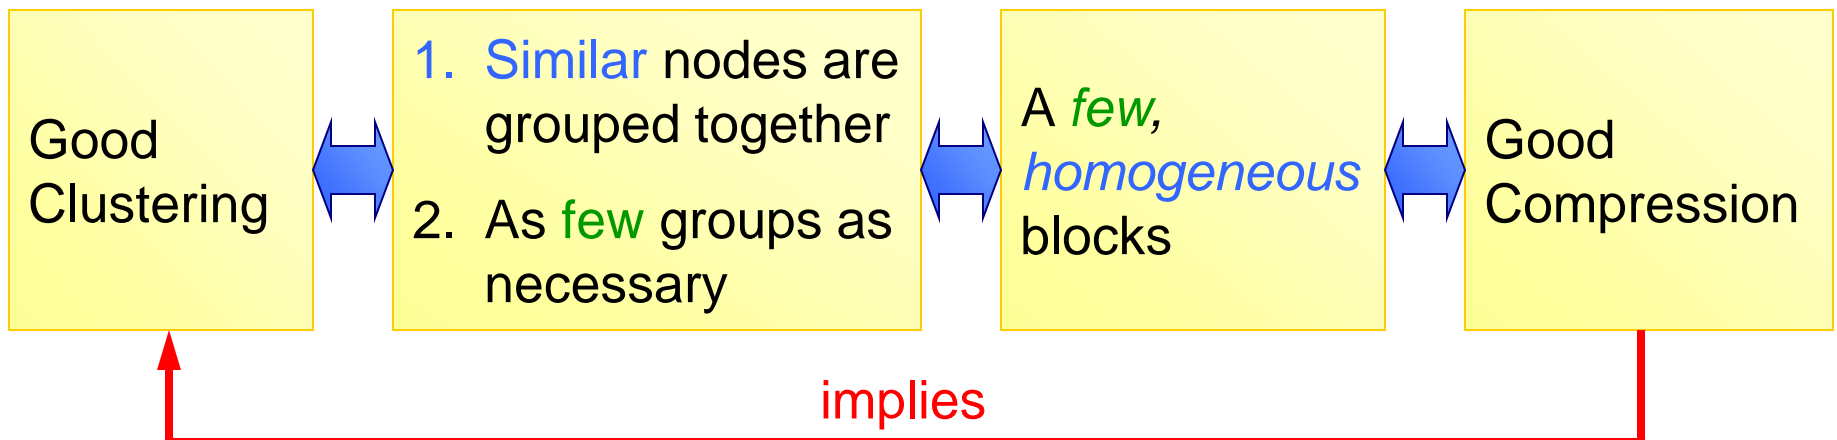 Good
Clustering
1. Similar nodes are
grouped together
2. As few groups as
necessary
A few,
homogeneous
blocks
Good
Compression
implies